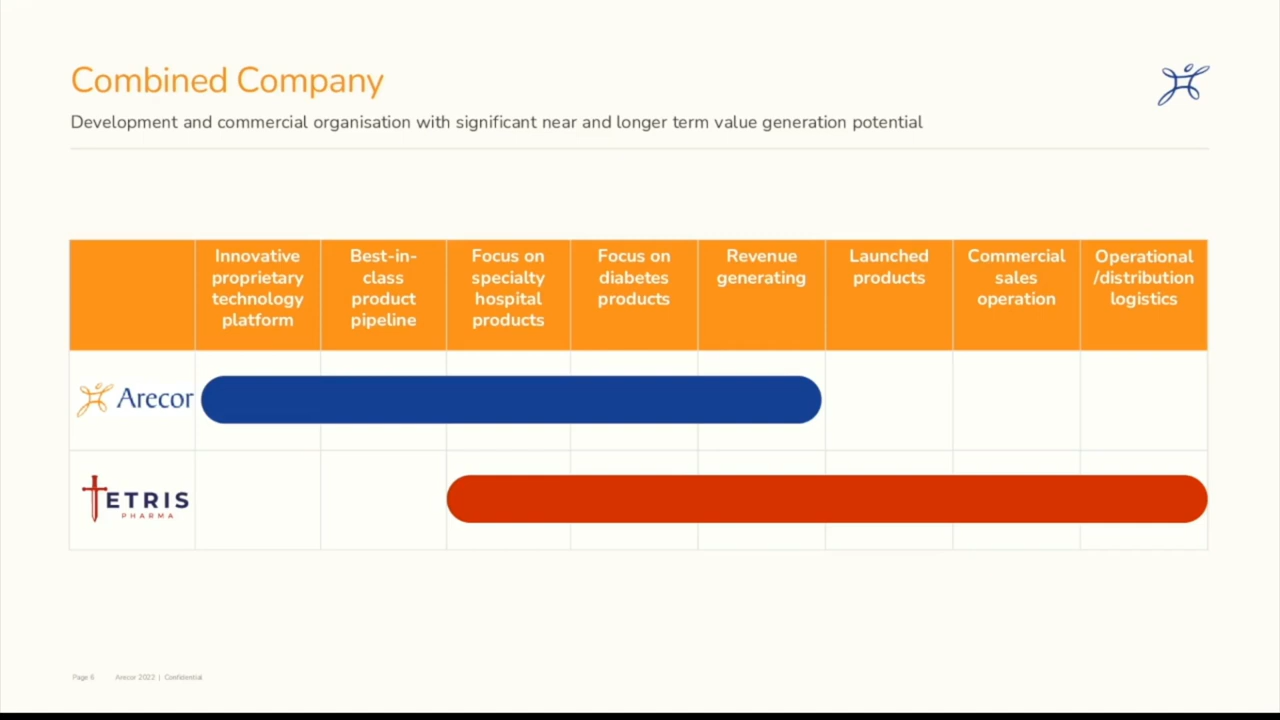 Combined Company
Development and commercial organisation with significant near and longer term value generation potential
Innovative
proprietary
technology
platform
Best-in-
class
product
pipeline
Focus on
specialty
hospital
products
Focus on
diabetes
products
Revenue
generating
Launched
products
Commercial
sales
operation
Operational
/distribution
logistics
Arecor
TETRIS
PHARMA
Page 6 Arecor 2022 | Confidential